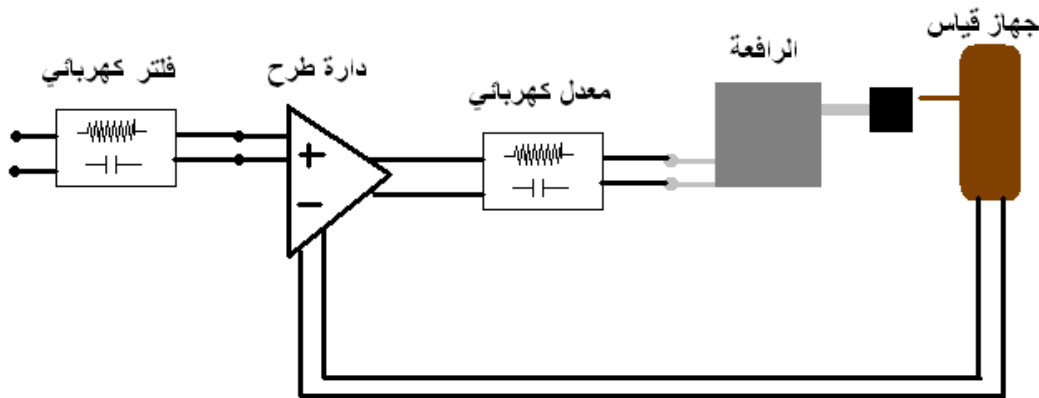 جهاز قياس
الرافعة
معدل كهربائي
دارة طرح
فلتر كهربائي
+
−